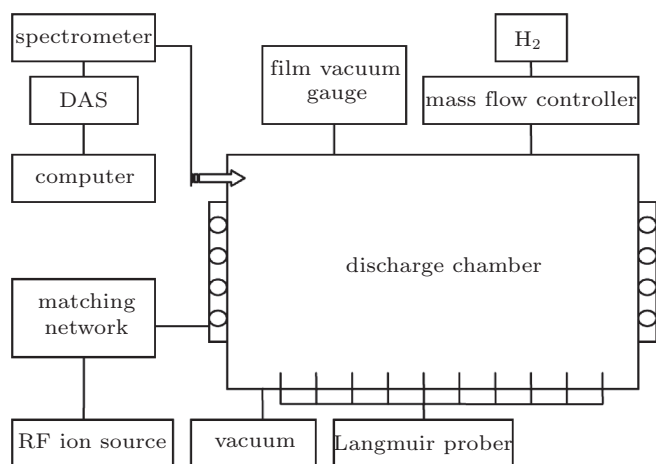 spectrometer
DAS
computer
film vacuum
gauge
H₂
mass flow controller
discharge chamber
matching
network
RF ion source
vacuum
Langmuir prober